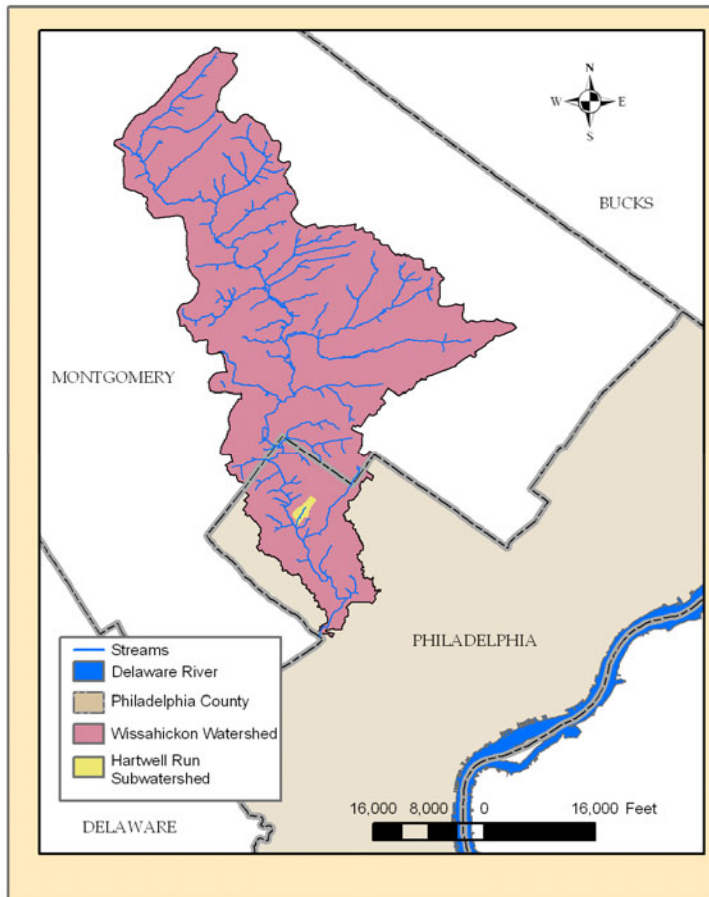 N
W E
S
BUCKS
MONTGOMERY
PHILADELPHIA
Streams
Delaware River
Philadelphia County
Wissahickon Watershed
Hartwell Run
Subwatershed
DELAWARE
16,000 8,000 0 16,000 Feet